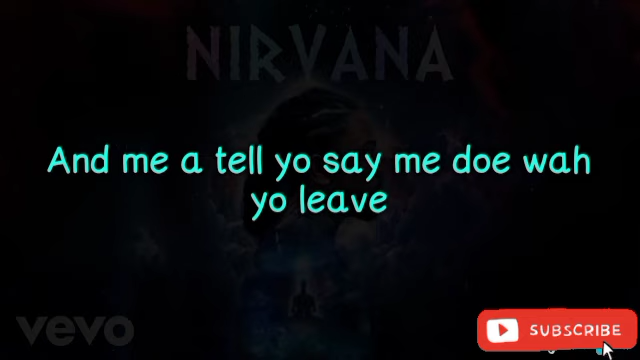 NIRVANA
And me a tell yo say me doe wah
yo leave
vevo
SUBSCRIBE